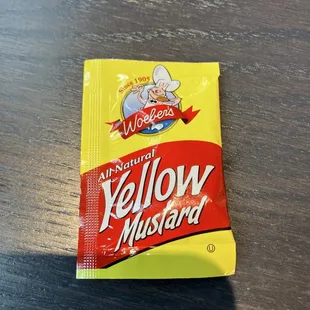 Since 1905
Woeber's
All-Natural
Yellow
Mustard
U